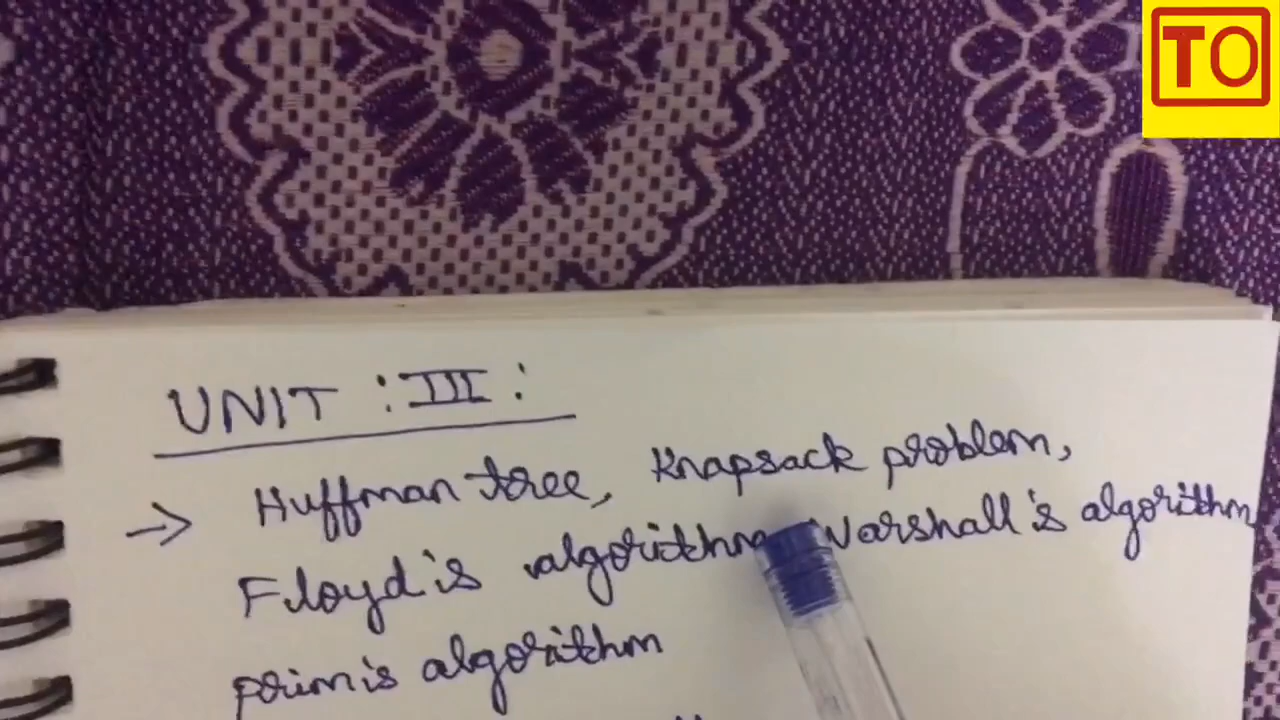 TO
UNIT : III :
→ Huffman tree, Knapsack problem,
Floyd's algorithm Warshall's algorithm
prim's algorithm